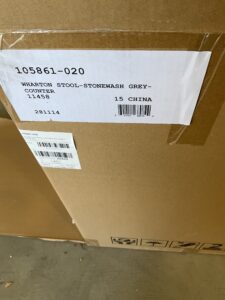 105861-020
WHARTON STOOL-STONEWASH GREY-
COUNTER
11458
15 CHINA
281114